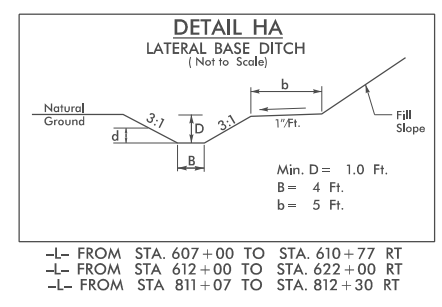 DETAIL HA
LATERAL BASE DITCH
( Not to Scale)
b
Natural
Ground
3:1
D
3:1
1"/Ft.
Fill
Slope
d
B
Min. D = 1.0 Ft.
B = 4 Ft.
b = 5 Ft.
-L- FROM STA. 607+00 TO STA. 610+77 RT
-L- FROM STA 612+00 TO STA. 622+00 RT
-L- FROM STA 811+07 TO STA. 812+30 RT